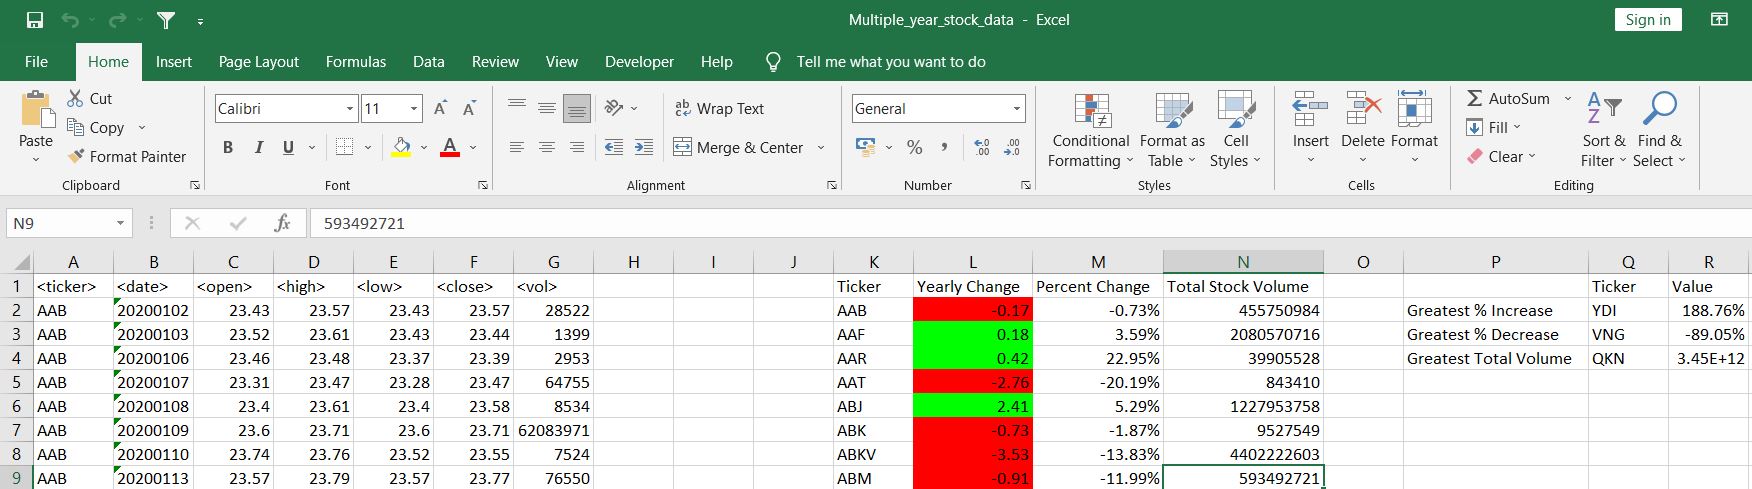 Multiple_year_stock_data - Excel
Sign in
File Home Insert Page Layout Formulas Data Review View Developer Help Tell me what you want to do
Paste
Cut
Copy
Format Painter
Clipboard
Calibri 11
B I U A
Font
ab Wrap Text
Merge & Center
Alignment
General
% ,
Number
Conditional Formatting
Format as Table
Cell Styles
Styles
Insert Delete Format
Cells
AutoSum
Fill
Clear
Sort & Filter
Find & Select
Editing
N9 fx 593492721
A B C D E F G H I J K L M N O P Q R
1 <ticker> <date> <open> <high> <low> <close> <vol> Ticker Yearly Change Percent Change Total Stock Volume Ticker Value
2 AAB 20200102 23.43 23.57 23.43 23.57 28522 AAB -0.17 -0.73% 455750984 Greatest % Increase YDI 188.76%
3 AAB 20200103 23.52 23.61 23.43 23.44 1399 AAF 0.18 3.59% 2080570716 Greatest % Decrease VNG -89.05%
4 AAB 20200106 23.46 23.48 23.37 23.39 2953 AAR 0.42 22.95% 39905528 Greatest Total Volume QKN 3.45E+12
5 AAB 20200107 23.31 23.47 23.28 23.47 64755 AAT -2.76 -20.19% 843410
6 AAB 20200108 23.4 23.61 23.4 23.58 8534 ABJ 2.41 5.29% 1227953758
7 AAB 20200109 23.6 23.71 23.6 23.71 62083971 ABK -0.73 -1.87% 9527549
8 AAB 20200110 23.74 23.76 23.52 23.55 7524 ABKV -3.53 -13.83% 4402222603
9 AAB 20200113 23.57 23.79 23.57 23.77 76550 ABM -0.91 -11.99% 593492721